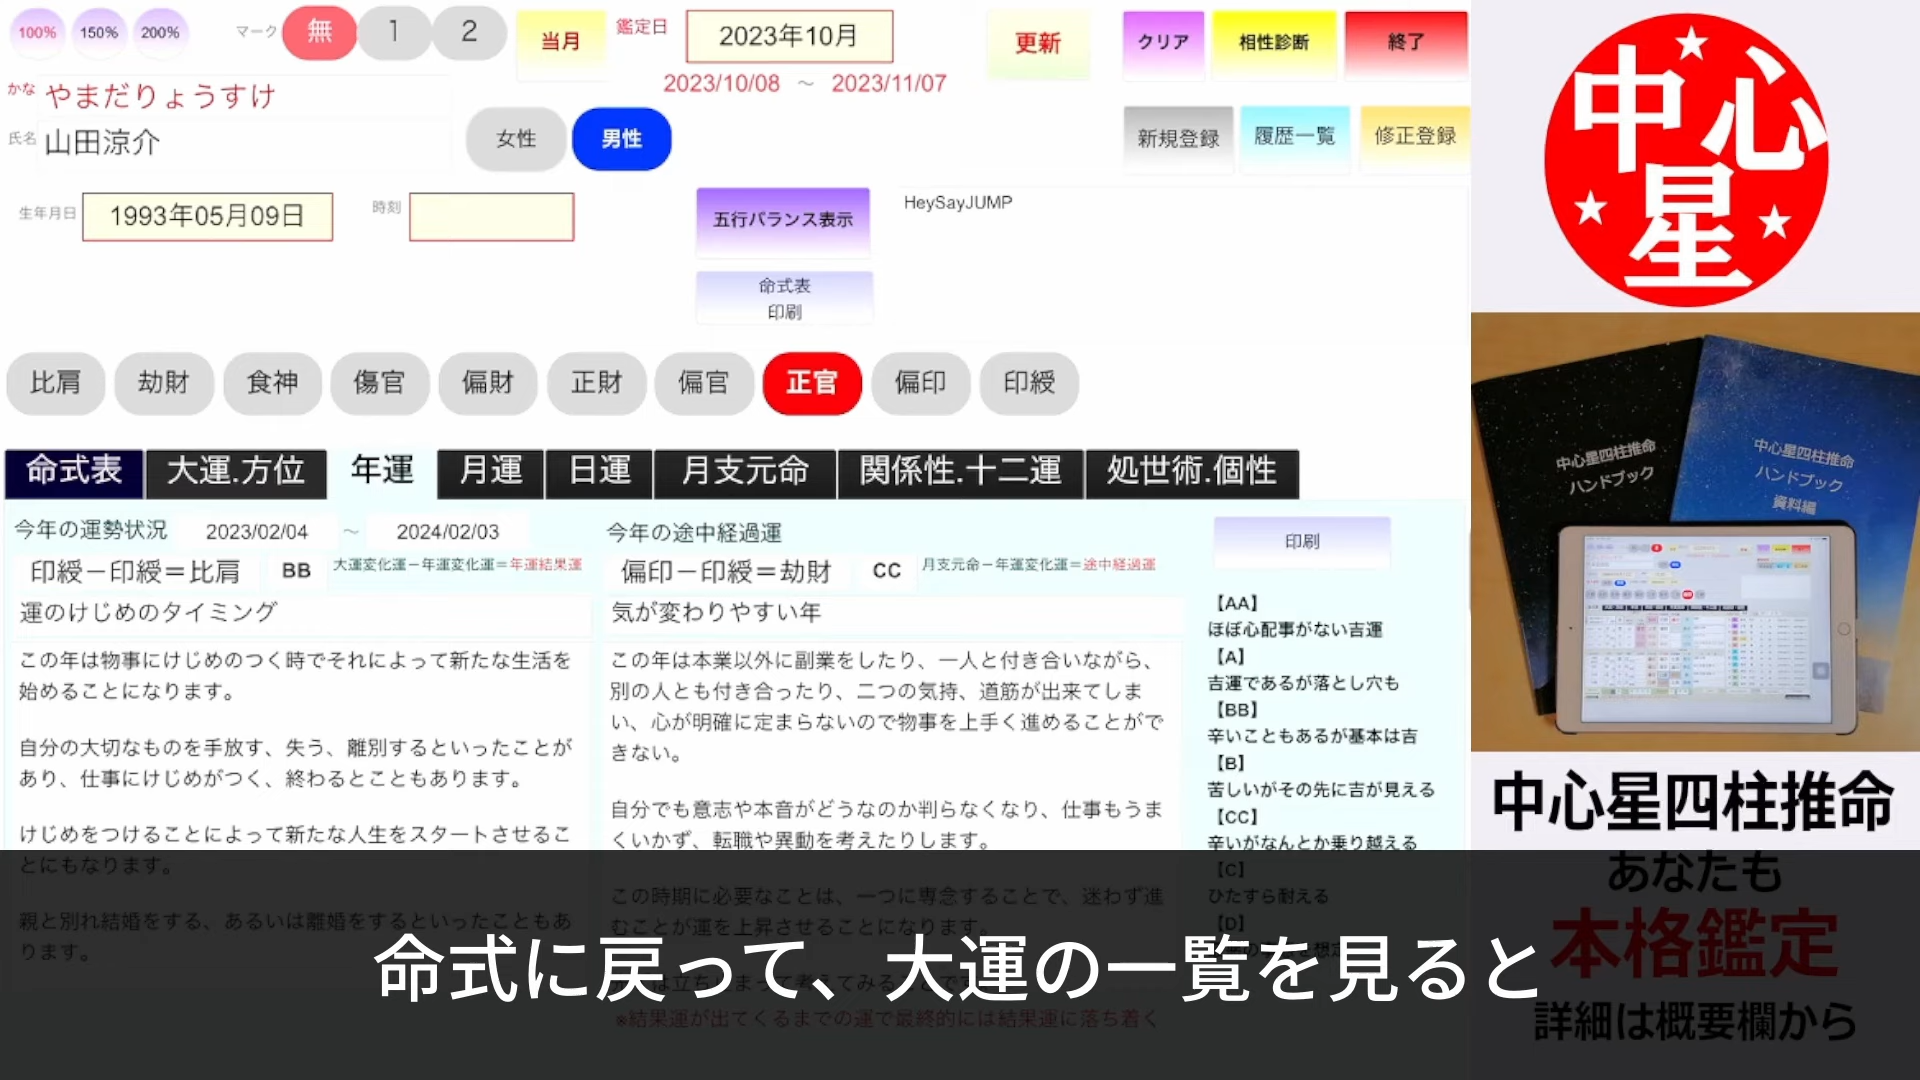 100% 150% 200% マーク 無 1 2 当月 鑑定日 2023年10月 更新 クリア 相性診断 終了
2023/10/08 ～ 2023/11/07
かな やまだりょうすけ
氏名 山田涼介 女性 男性 新規登録 履歴一覧 修正登録
生年月日 1993年05月09日 時刻 五行バランス表示 HeySayJUMP
命式表
印刷
比肩 劫財 食神 傷官 偏財 正財 偏官 正官 偏印 印綬
命式表 大運.方位 年運 月運 日運 月支元命 関係性.十二運 処世術.個性
今年の運勢状況 2023/02/04 ～ 2024/02/03
印綬－印綬＝比肩 BB 大運変化運－年運変化運＝年運結果運
運のけじめのタイミング
この年は物事にけじめのつく時でそれによって新たな生活を
始めることになります。
自分の大切なものを手放す、失う、離別するといったことが
あり、仕事にけじめがつく、終わるとこともあります。
けじめをつけることによって新たな人生をスタートさせるこ
とにもなります。
親と別れ結婚をする、あるいは離婚をするといったこともあ
ります。
今年の途中経過運
偏印－印綬＝劫財 CC 月支元命－年運変化運＝途中経過運
気が変わりやすい年
この年は本業以外に副業をしたり、一人と付き合いながら、
別の人とも付き合ったり、二つの気持、道筋が出来てしま
い、心が明確に定まらないので物事を上手く進めることがで
きない。
自分でも意志や本音がどうなのか判らなくなり、仕事もうま
くいかず、転職や異動を考えたりします。
この時期に必要なことは、一つに専念することで、迷わず進
むことが運を上昇させることになります。
※結果運が出てくるまでの運で最終的には結果運に落ち着く
印刷
【AA】
ほぼ心配事がない吉運
【A】
吉運であるが落とし穴も
【BB】
辛いこともあるが基本は吉
【B】
苦しいがその先に吉が見える
【CC】
辛いがなんとか乗り越える
【C】
ひたすら耐える
【D】
中心
星
中心星四柱推命
ハンドブック
中心星四柱推命
ハンドブック
資料編
中心星四柱推命
あなたも
本格鑑定
詳細は概要欄から
命式に戻って、大運の一覧を見ると